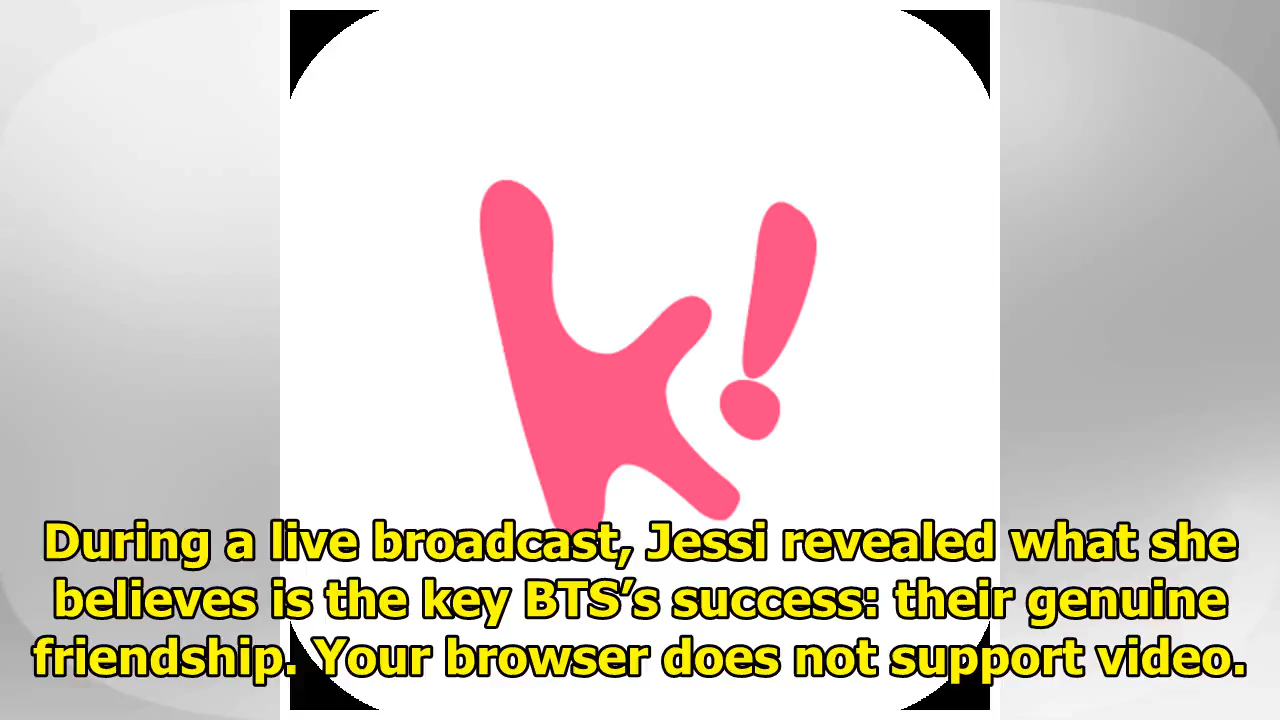 k!
During a live broadcast, Jessi revealed what she
believes is the key BTS’s success: their genuine
friendship. Your browser does not support video.